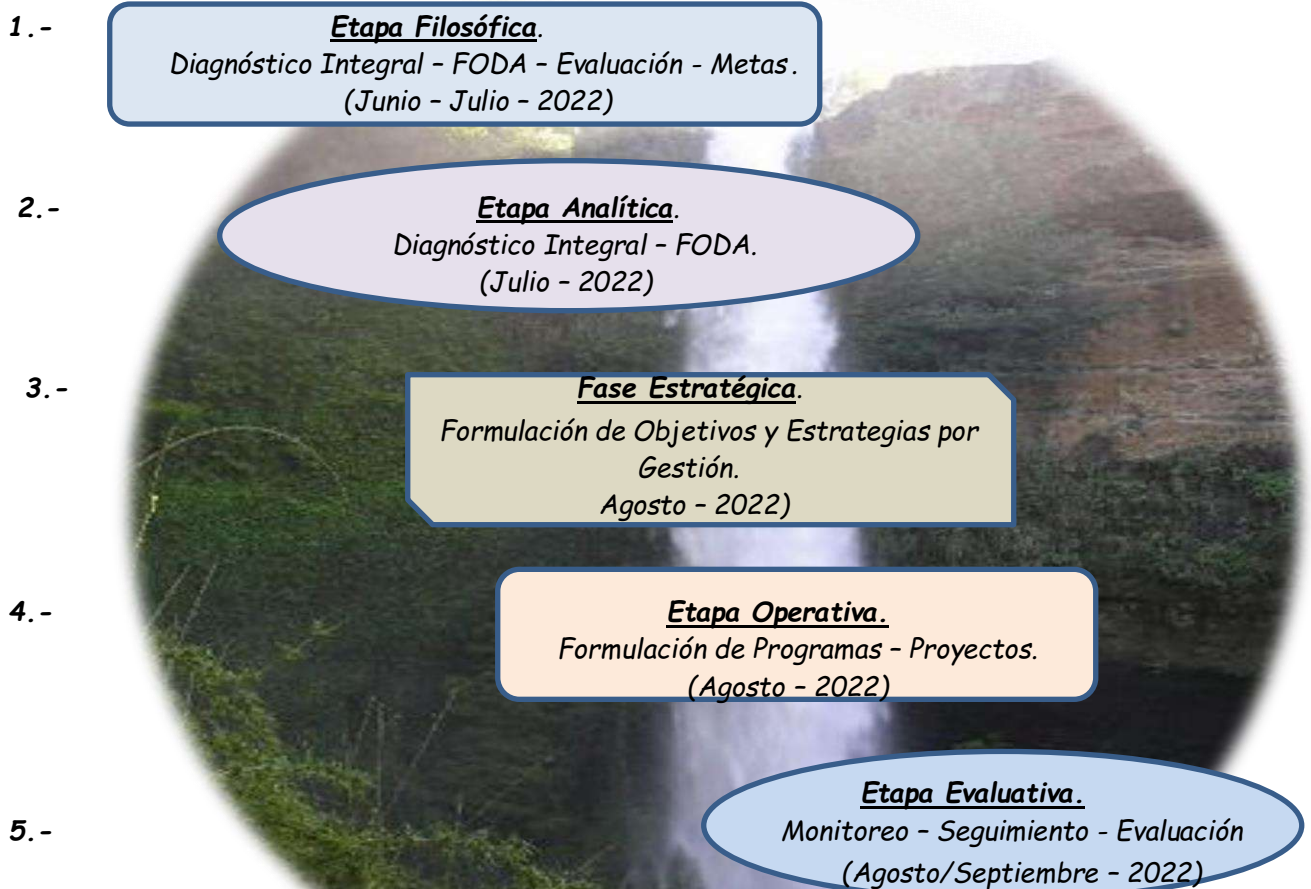 1.-
Etapa Filosófica.
Diagnóstico Integral – FODA – Evaluación - Metas.
(Junio – Julio – 2022)
2.-
Etapa Analítica.
Diagnóstico Integral – FODA.
(Julio – 2022)
3.-
Fase Estratégica.
Formulación de Objetivos y Estrategias por
Gestión.
Agosto – 2022)
4.-
Etapa Operativa.
Formulación de Programas – Proyectos.
(Agosto – 2022)
5.-
Etapa Evaluativa.
Monitoreo – Seguimiento - Evaluación
(Agosto/Septiembre – 2022)